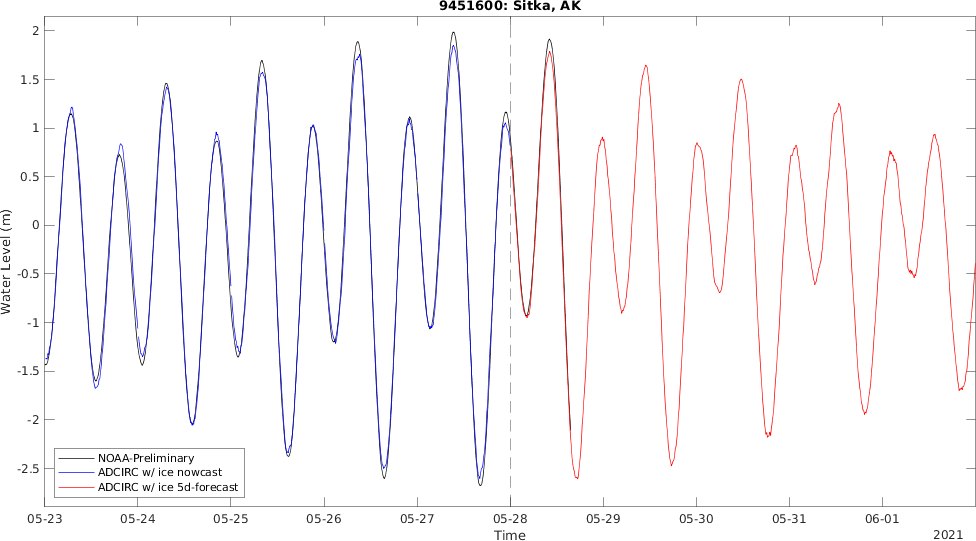 9451600: Sitka, AK
Water Level (m)
2
1.5
1
0.5
0
-0.5
-1
-1.5
-2
-2.5
NOAA-Preliminary
ADCIRC w/ ice nowcast
ADCIRC w/ ice 5d-forecast
05-23 05-24 05-25 05-26 05-27 05-28 05-29 05-30 05-31 06-01
Time
2021